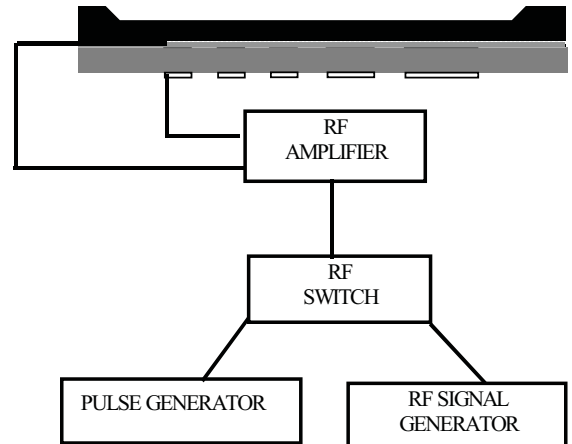 RF
AMPLIFIER
RF
SWITCH
PULSE GENERATOR
RF SIGNAL
GENERATOR